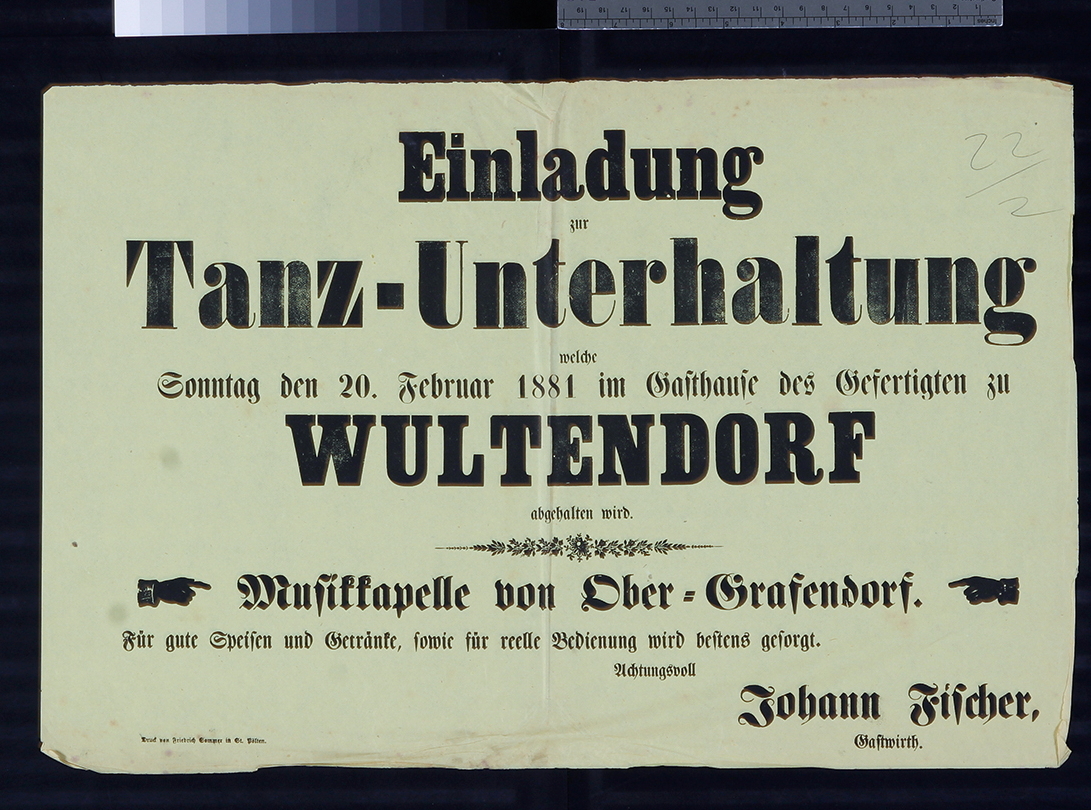 Einladung
22/2
zur
Tanz-Unterhaltung
welche
Sonntag den 20. Februar 1881 im Gasthause des Gefertigten zu
WULTENDORF
abgehalten wird.
Musikkapelle von Ober-Grafendorf.
Für gute Speisen und Getränke, sowie für reelle Bedienung wird bestens gesorgt.
Achtungsvoll
Johann Fischer,
Gastwirth.
Druck von Friedrich Sommer in St. Pölten.